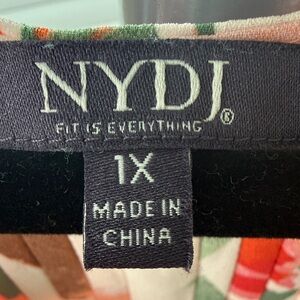 NYDJ®
FIT IS EVERYTHING
1X
MADE IN
CHINA